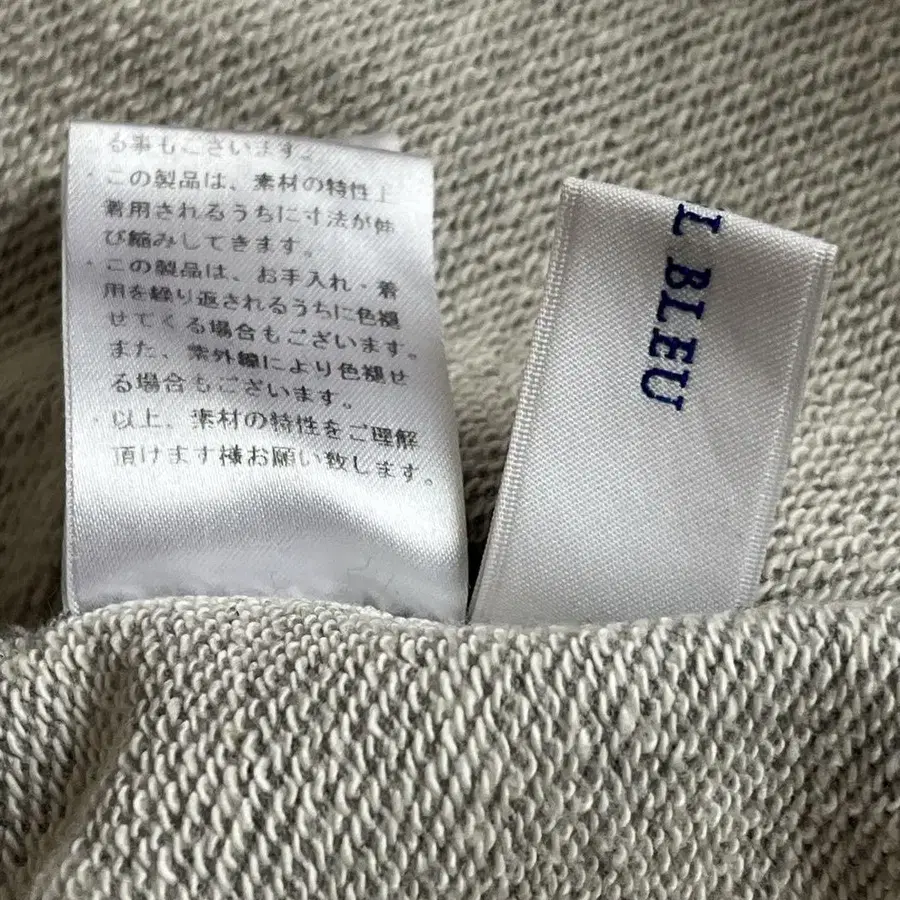 る事もございます。
・この製品は、素材の特性上
着用されるうちに寸法が伸
び縮みしてきます。
・この製品は、お手入れ・着
用を繰り返されるうちに色褪
せてくる場合もございます。
また、紫外線により色褪せ
る場合もございます。
・以上、素材の特性をご理解
頂けます様お願い致します。
L BLEU